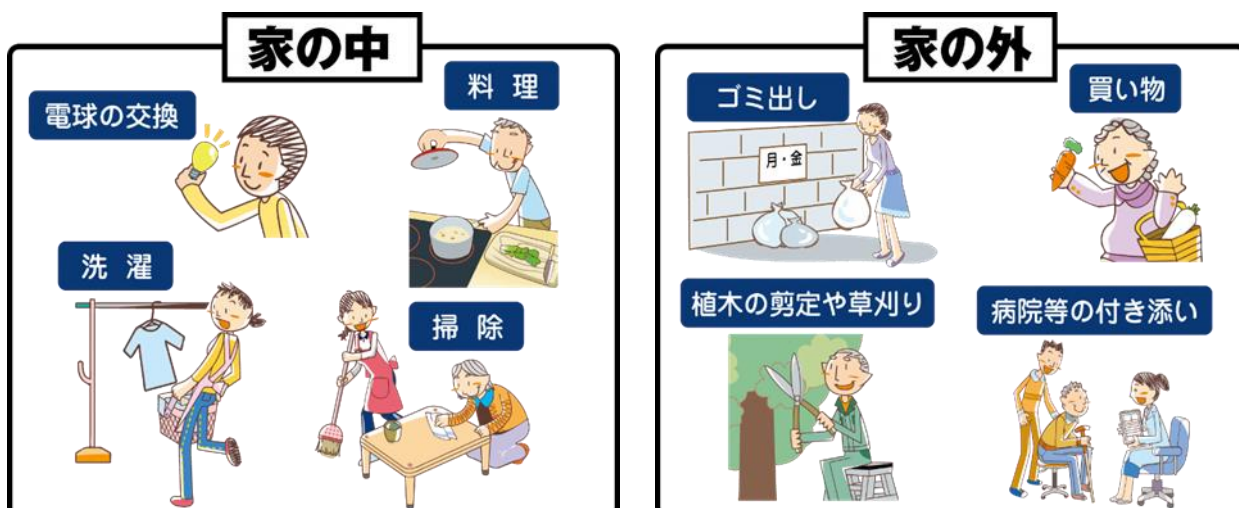 家の中
電球の交換
料理
洗濯
掃除
家の外
ゴミ出し
月・金
買い物
植木の剪定や草刈り
病院等の付き添い